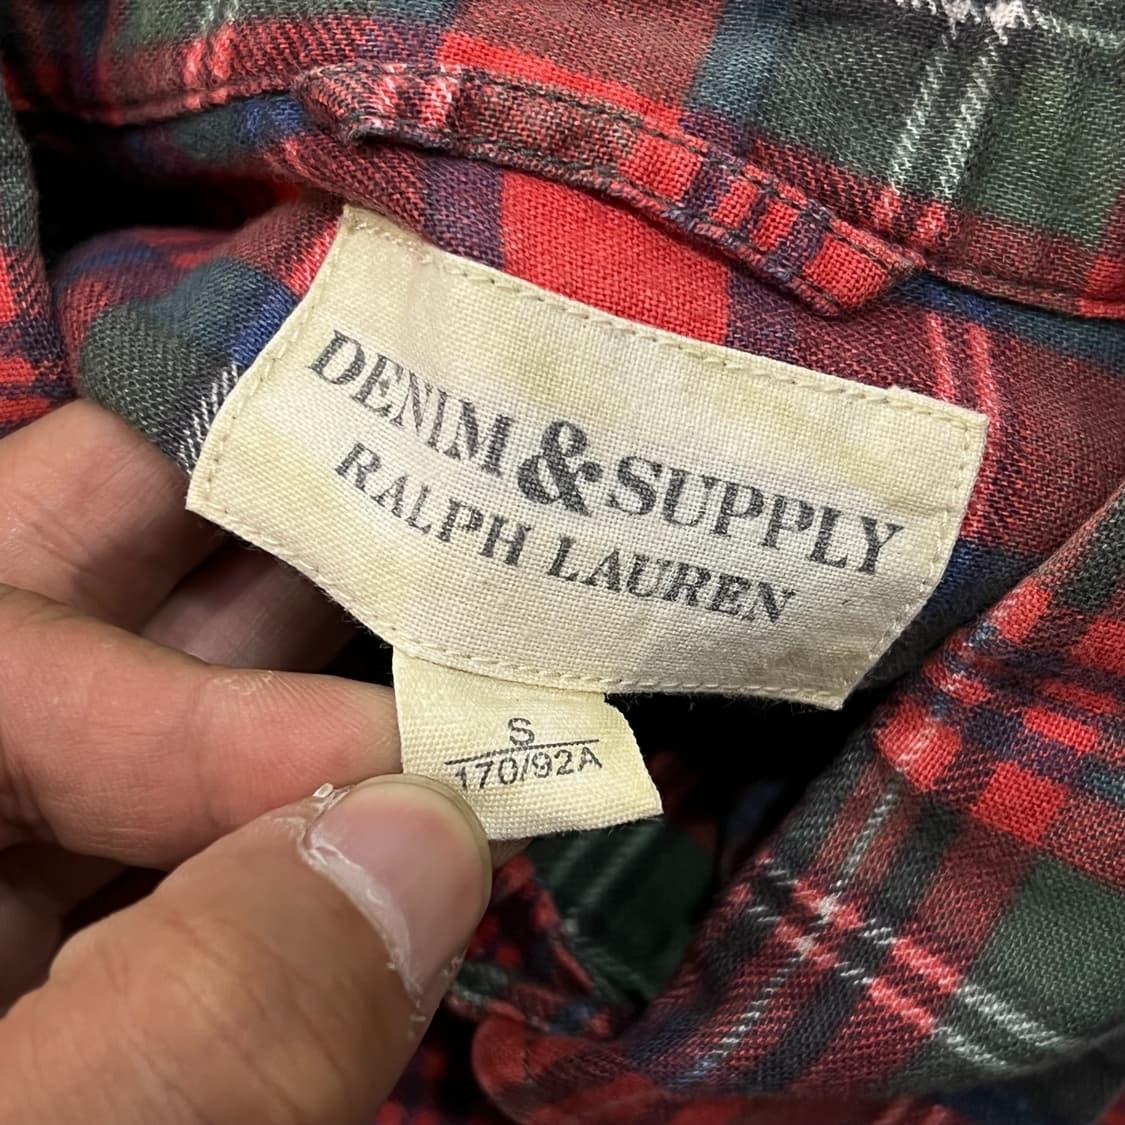 DENIM & SUPPLY
RALPH LAUREN
S
170/92A